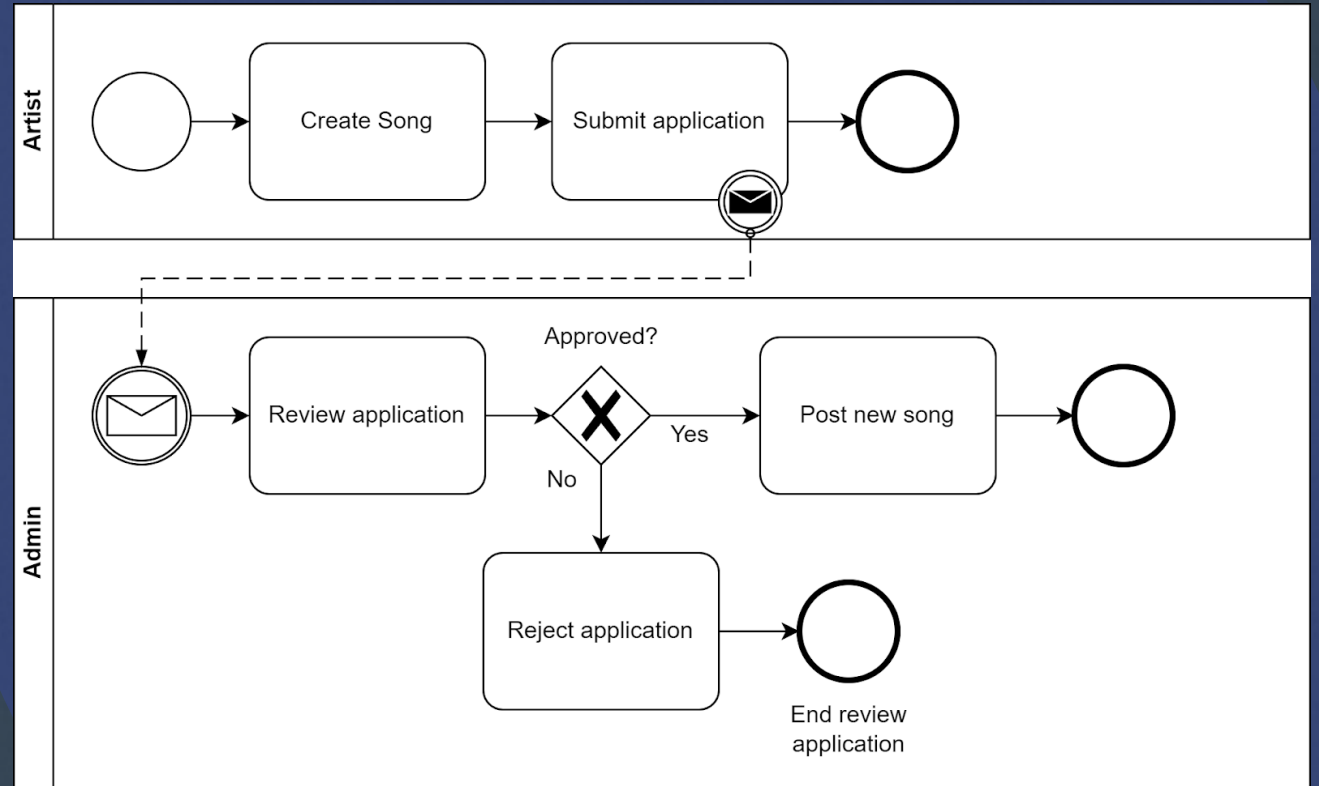 Artist
Create Song
Submit application
Admin
Approved?
Review application
Yes
Post new song
No
Reject application
End review
application